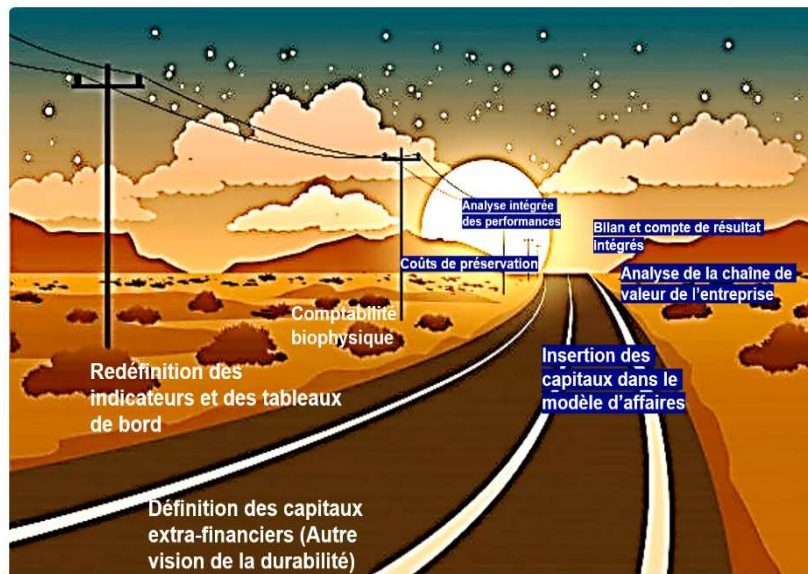 Analyse intégrée
des performances
Bilan et compte de résultat
intégrés
Coûts de préservation
Analyse de la chaîne de
valeur de l'entreprise
Comptabilité
biophysique
Insertion des
capitaux dans le
modèle d'affaires
Redéfinition des
indicateurs et des tableaux
de bord
Définition des capitaux
extra-financiers (Autre
vision de la durabilité)